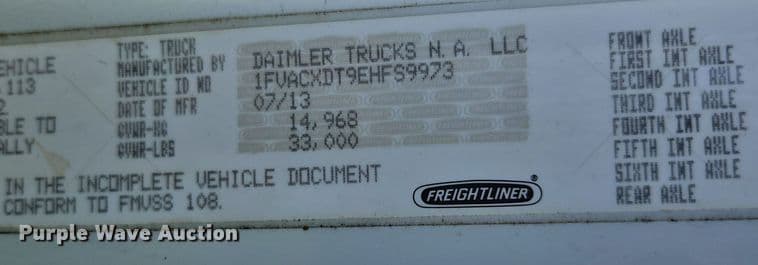 EHICLE
113
2
BLE TO
ALLY
TYPE: TRUCK
MANUFACTURED BY DAIMLER TRUCKS N.A. LLC
VEHICLE ID NO 1FVACXDT9EHFS9973
DATE OF MFR 07/13
GVWR-KG 14,968
GVWR-LBS 33,000
IN THE INCOMPLETE VEHICLE DOCUMENT
CONFORM TO FMVSS 108.
FREIGHTLINER®
FRONT AXLE
FIRST INT AXLE
SECOND INT AXLE
THIRD INT AXLE
FOURTH INT AXLE
FIFTH INT AXLE
SIXTH INT AXLE
REAR AXLE
Purple Wave Auction